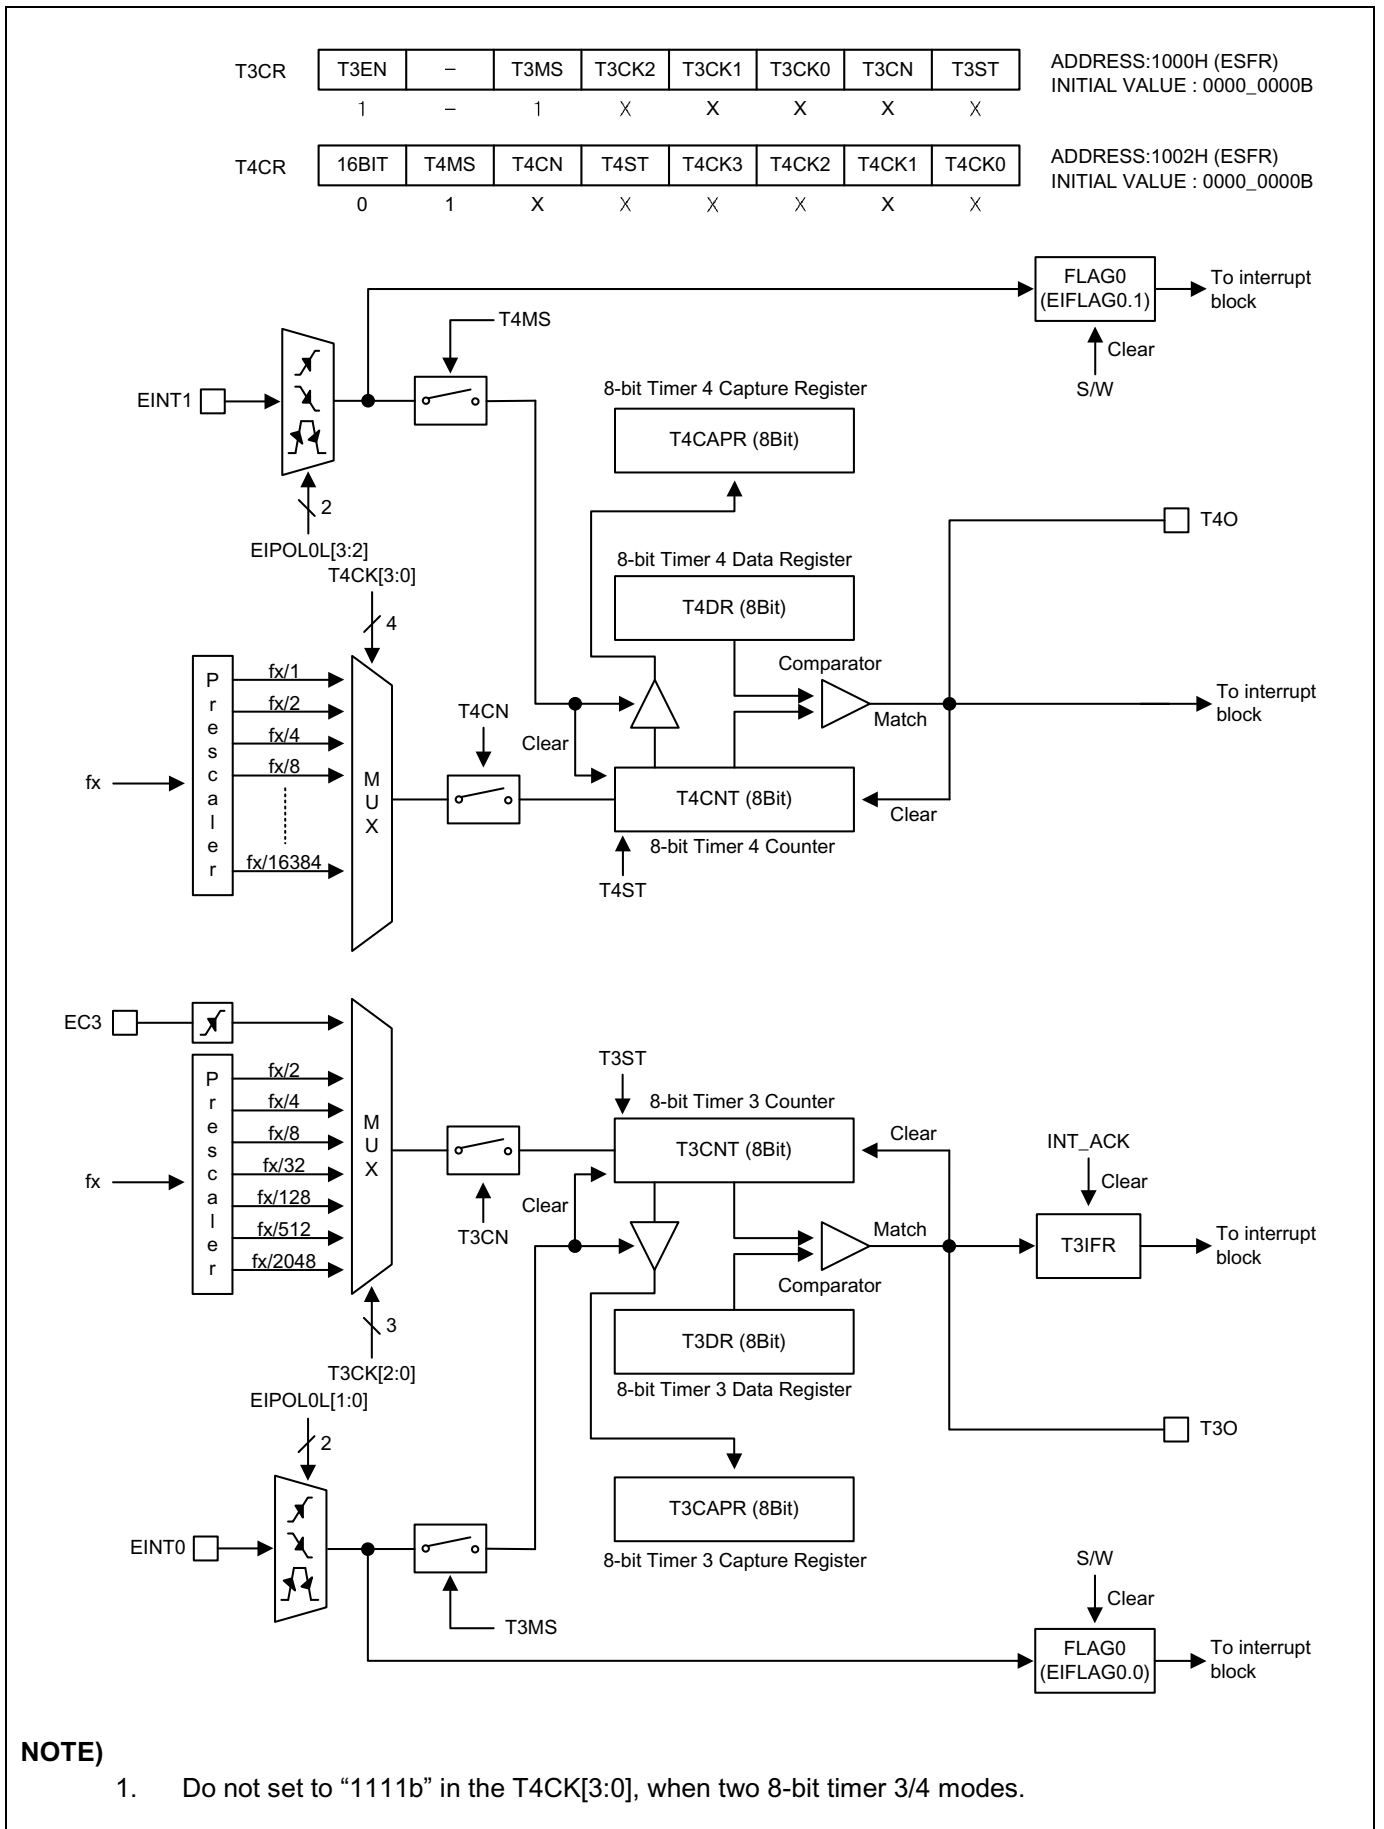 T3CR T3EN – T3MS T3CK2 T3CK1 T3CK0 T3CN T3ST ADDRESS:1000H (ESFR)
INITIAL VALUE : 0000_0000B
1 – 1 X X X X X
T4CR 16BIT T4MS T4CN T4ST T4CK3 T4CK2 T4CK1 T4CK0 ADDRESS:1002H (ESFR)
INITIAL VALUE : 0000_0000B
0 1 X X X X X X
FLAG0
(EIFLAG0.1)
To interrupt
block
Clear
S/W
T4MS
EINT1
2
EIPOL0L[3:2]
8-bit Timer 4 Capture Register
T4CAPR (8Bit)
T4O
8-bit Timer 4 Data Register
T4DR (8Bit)
T4CK[3:0]
4
Comparator
Match
To interrupt
block
fx
Prescaler
fx/1
fx/2
fx/4
fx/8
fx/16384
MUX
T4CN
Clear
T4CNT (8Bit)
Clear
8-bit Timer 4 Counter
T4ST
EC3
fx
Prescaler
fx/2
fx/4
fx/8
fx/32
fx/128
fx/512
fx/2048
MUX
3
T3CK[2:0]
T3CN
T3ST
8-bit Timer 3 Counter
T3CNT (8Bit)
Clear
Clear
Match
Comparator
INT_ACK
Clear
T3IFR
To interrupt
block
T3DR (8Bit)
8-bit Timer 3 Data Register
T3O
EIPOL0L[1:0]
2
EINT0
T3CAPR (8Bit)
8-bit Timer 3 Capture Register
T3MS
S/W
Clear
FLAG0
(EIFLAG0.0)
To interrupt
block
NOTE)
1. Do not set to “1111b” in the T4CK[3:0], when two 8-bit timer 3/4 modes.